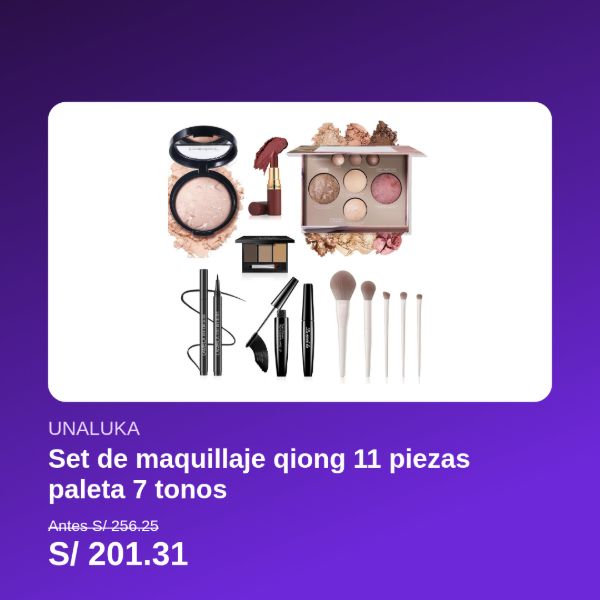 UNALUKA
Set de maquillaje qiong 11 piezas
paleta 7 tonos
Antes S/ 256.25
S/ 201.31